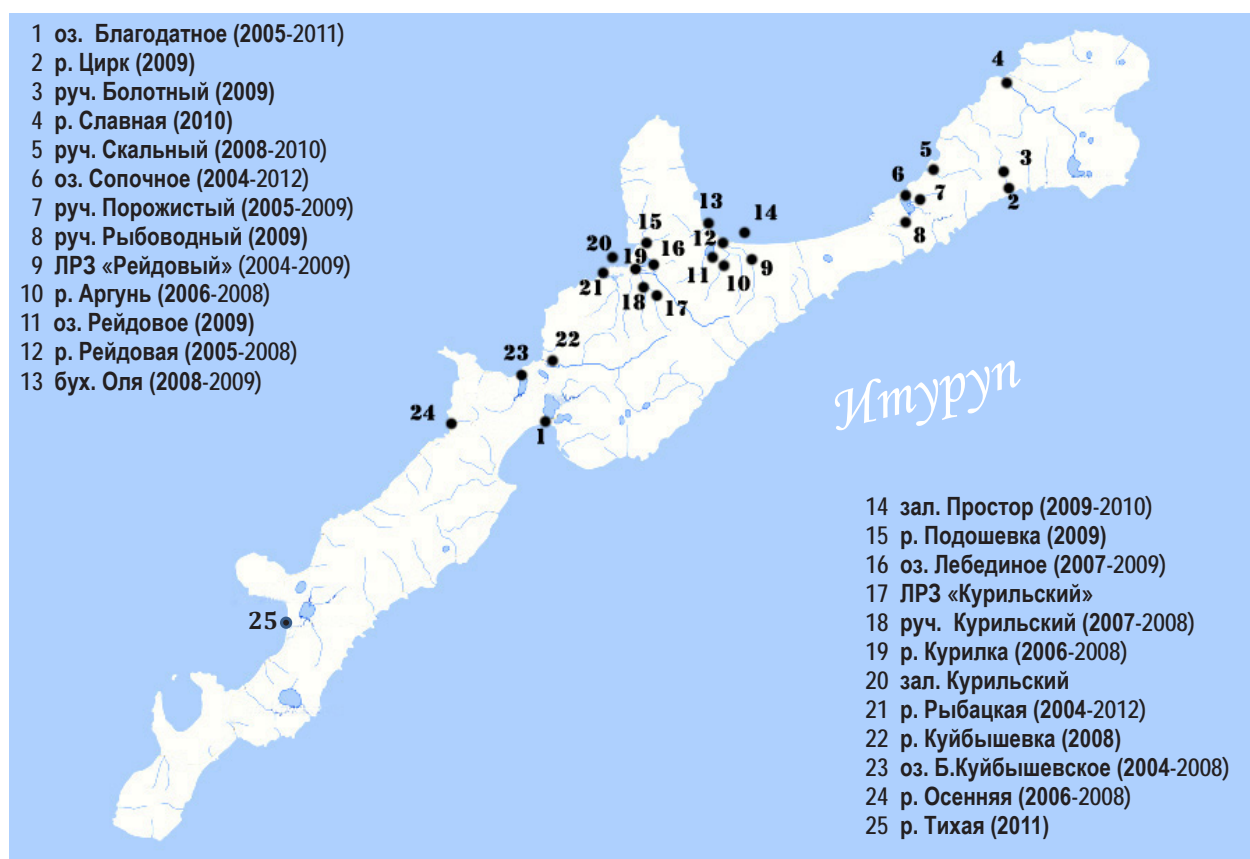 1 оз. Благодатное (2005-2011)
2 р. Цирк (2009)
3 руч. Болотный (2009)
4 р. Славная (2010)
5 руч. Скальный (2008-2010)
6 оз. Сопочное (2004-2012)
7 руч. Порожистый (2005-2009)
8 руч. Рыбоводный (2009)
9 ЛРЗ «Рейдовый» (2004-2009)
10 р. Аргунь (2006-2008)
11 оз. Рейдовое (2009)
12 р. Рейдовая (2005-2008)
13 бух. Оля (2008-2009)
4
5
3
6
7
2
8
13
14
15
12
16
20
19
11
10
9
21
18
17
22
23
24
1
Итуруп
25
14 зал. Простор (2009-2010)
15 р. Подошевка (2009)
16 оз. Лебединое (2007-2009)
17 ЛРЗ «Курильский»
18 руч. Курильский (2007-2008)
19 р. Курилка (2006-2008)
20 зал. Курильский
21 р. Рыбацкая (2004-2012)
22 р. Куйбышевка (2008)
23 оз. Б.Куйбышевское (2004-2008)
24 р. Осенняя (2006-2008)
25 р. Тихая (2011)